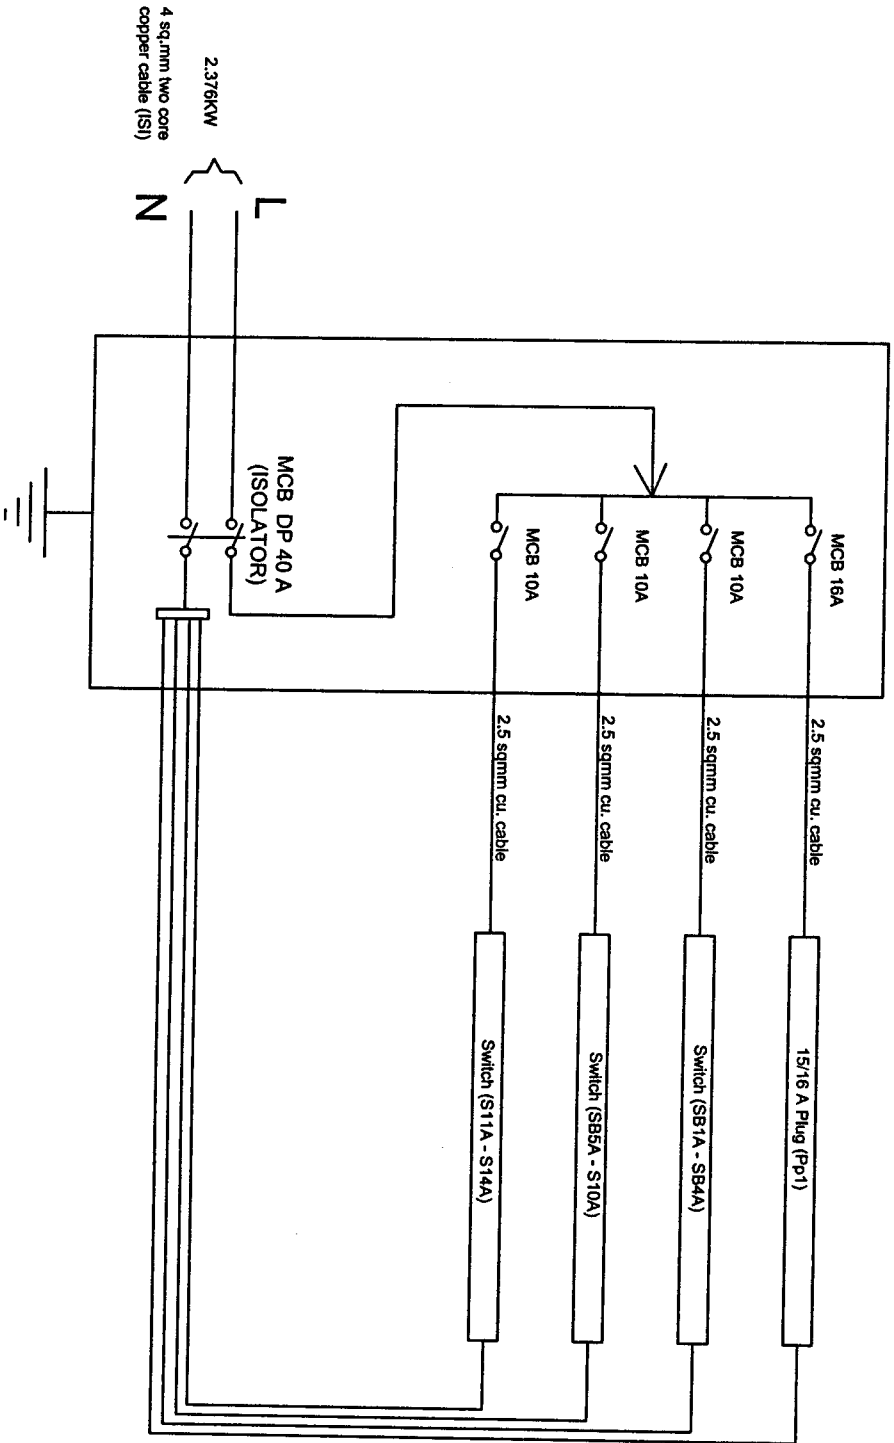 MCB 16A
2.5 sqmm cu. cable
15/16 A Plug (Pp1)
MCB 10A
2.5 sqmm cu. cable
Switch (SB1A - SB4A)
MCB 10A
2.5 sqmm cu. cable
Switch (SB5A - S10A)
MCB 10A
2.5 sqmm cu. cable
Switch (S11A - S14A)
MCB DP 40 A
(ISOLATOR)
L
N
2.376KW
4 sq.mm two core
copper cable (ISI)